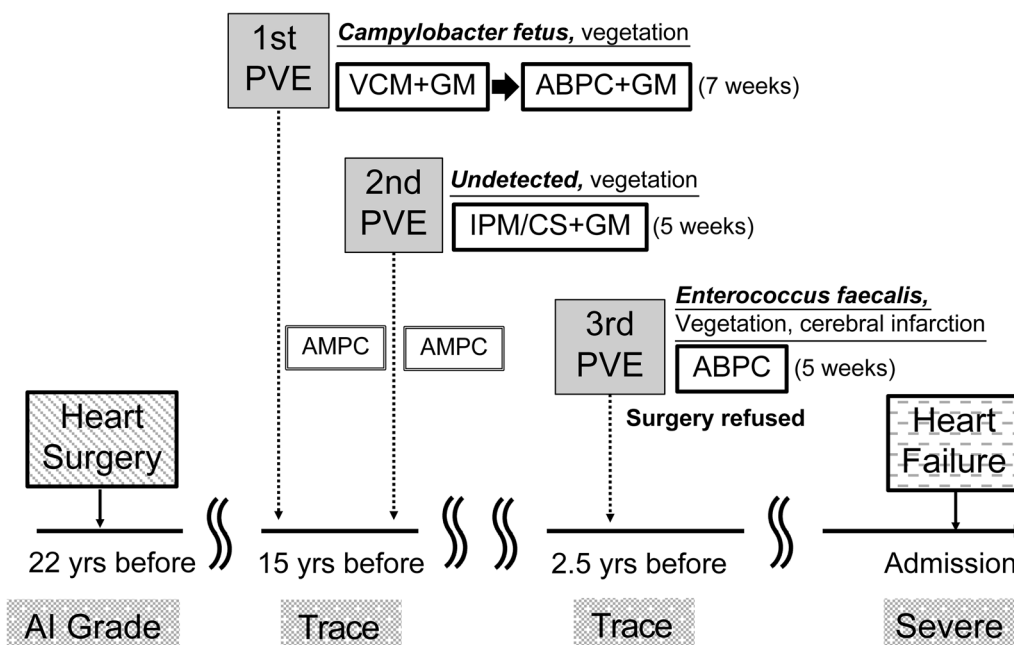 1st
PVE
Campylobacter fetus, vegetation
VCM+GM
ABPC+GM
(7 weeks)
2nd
PVE
Undetected, vegetation
IPM/CS+GM
(5 weeks)
AMPC
AMPC
3rd
PVE
Enterococcus faecalis,
Vegetation, cerebral infarction
ABPC
(5 weeks)
Surgery refused
Heart
Surgery
Heart
Failure
22 yrs before
15 yrs before
2.5 yrs before
Admission
AI Grade
Trace
Trace
Severe